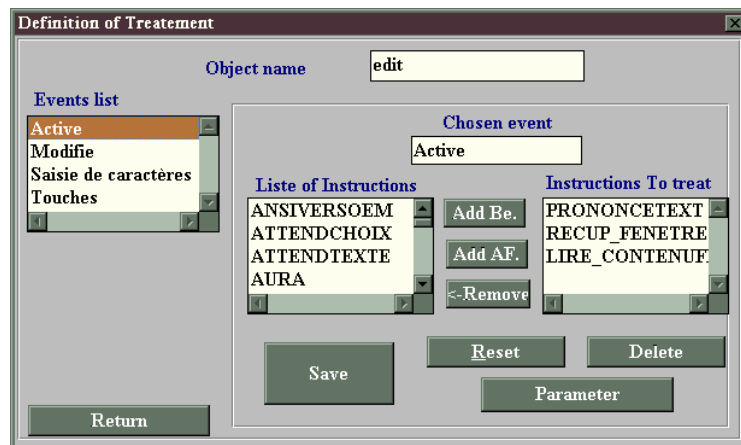 Definition of Treatement
Object name
edit
Events list
Active
Modifie
Saisie de caractères
Touches
Chosen event
Active
Liste of Instructions
ANSIVERSOEM
ATTENDCHOIX
ATTENDTEXTE
AURA
Add Be.
Add AF.
<-Remove
Instructions To treat
PRONONCETEXT
RECUP_FENETRE
LIRE_CONTENUF
Save
Reset
Delete
Parameter
Return